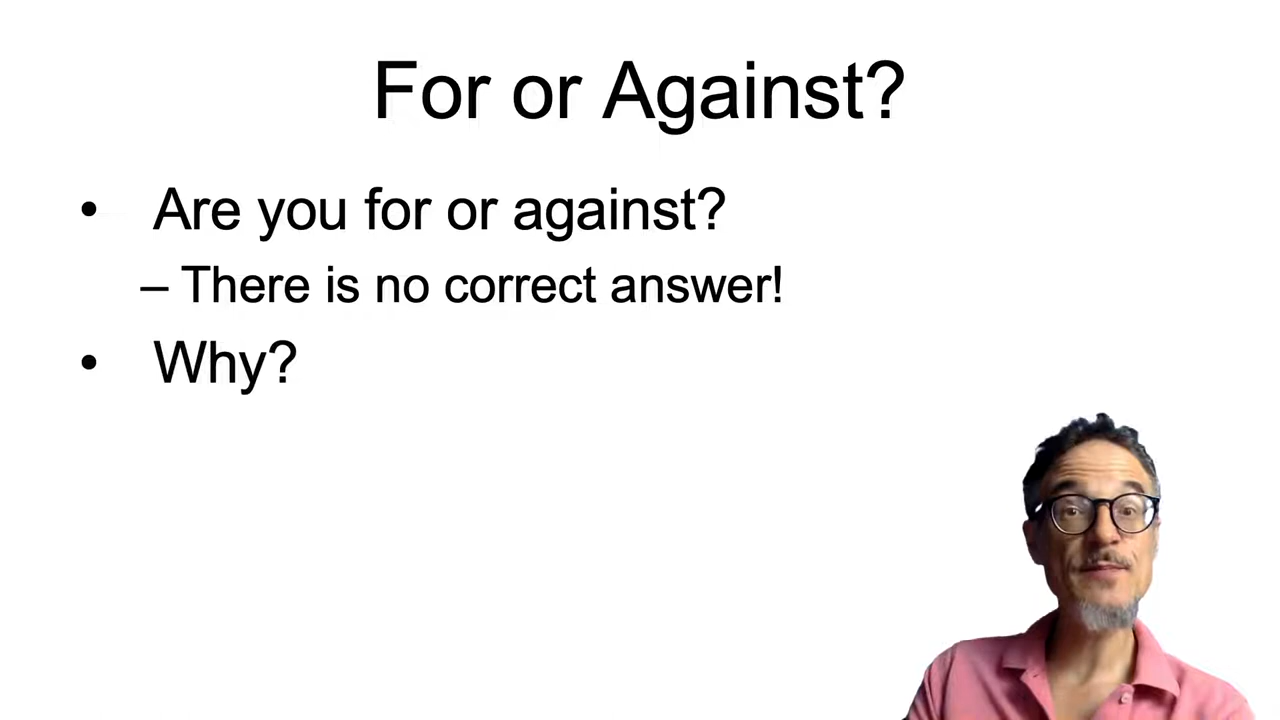 For or Against?
• Are you for or against?
– There is no correct answer!
• Why?